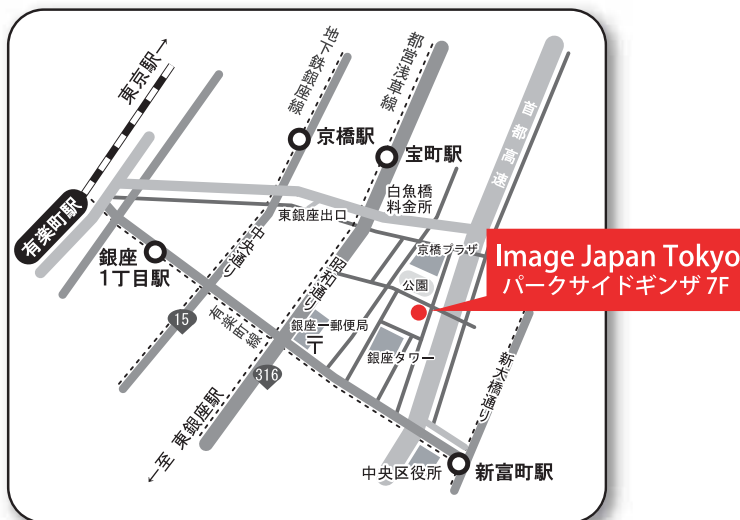 東京駅→
地下鉄銀座線
都営浅草線
首都高速
京橋駅
宝町駅
白魚橋
料金所
東銀座出口
有楽町駅
銀座
1丁目駅
中央通り
昭和通り
京橋プラザ
公園
Image Japan Tokyo
パークサイドギンザ 7F
15
有楽町線
銀座一郵便局
〒
銀座タワー
316
新大橋通り
←至 東銀座駅
中央区役所
新富町駅